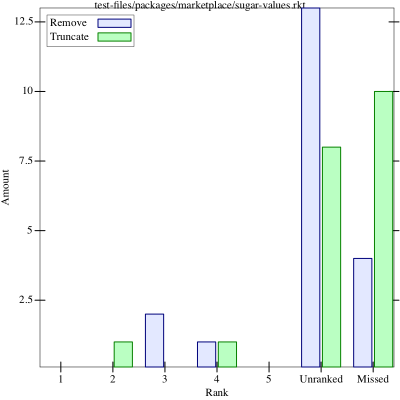 test-files/packages/marketplace/sugar-values.rkt
Remove
Truncate
12.5
10
7.5
5
2.5
Amount
1 2 3 4 5 Unranked Missed
Rank